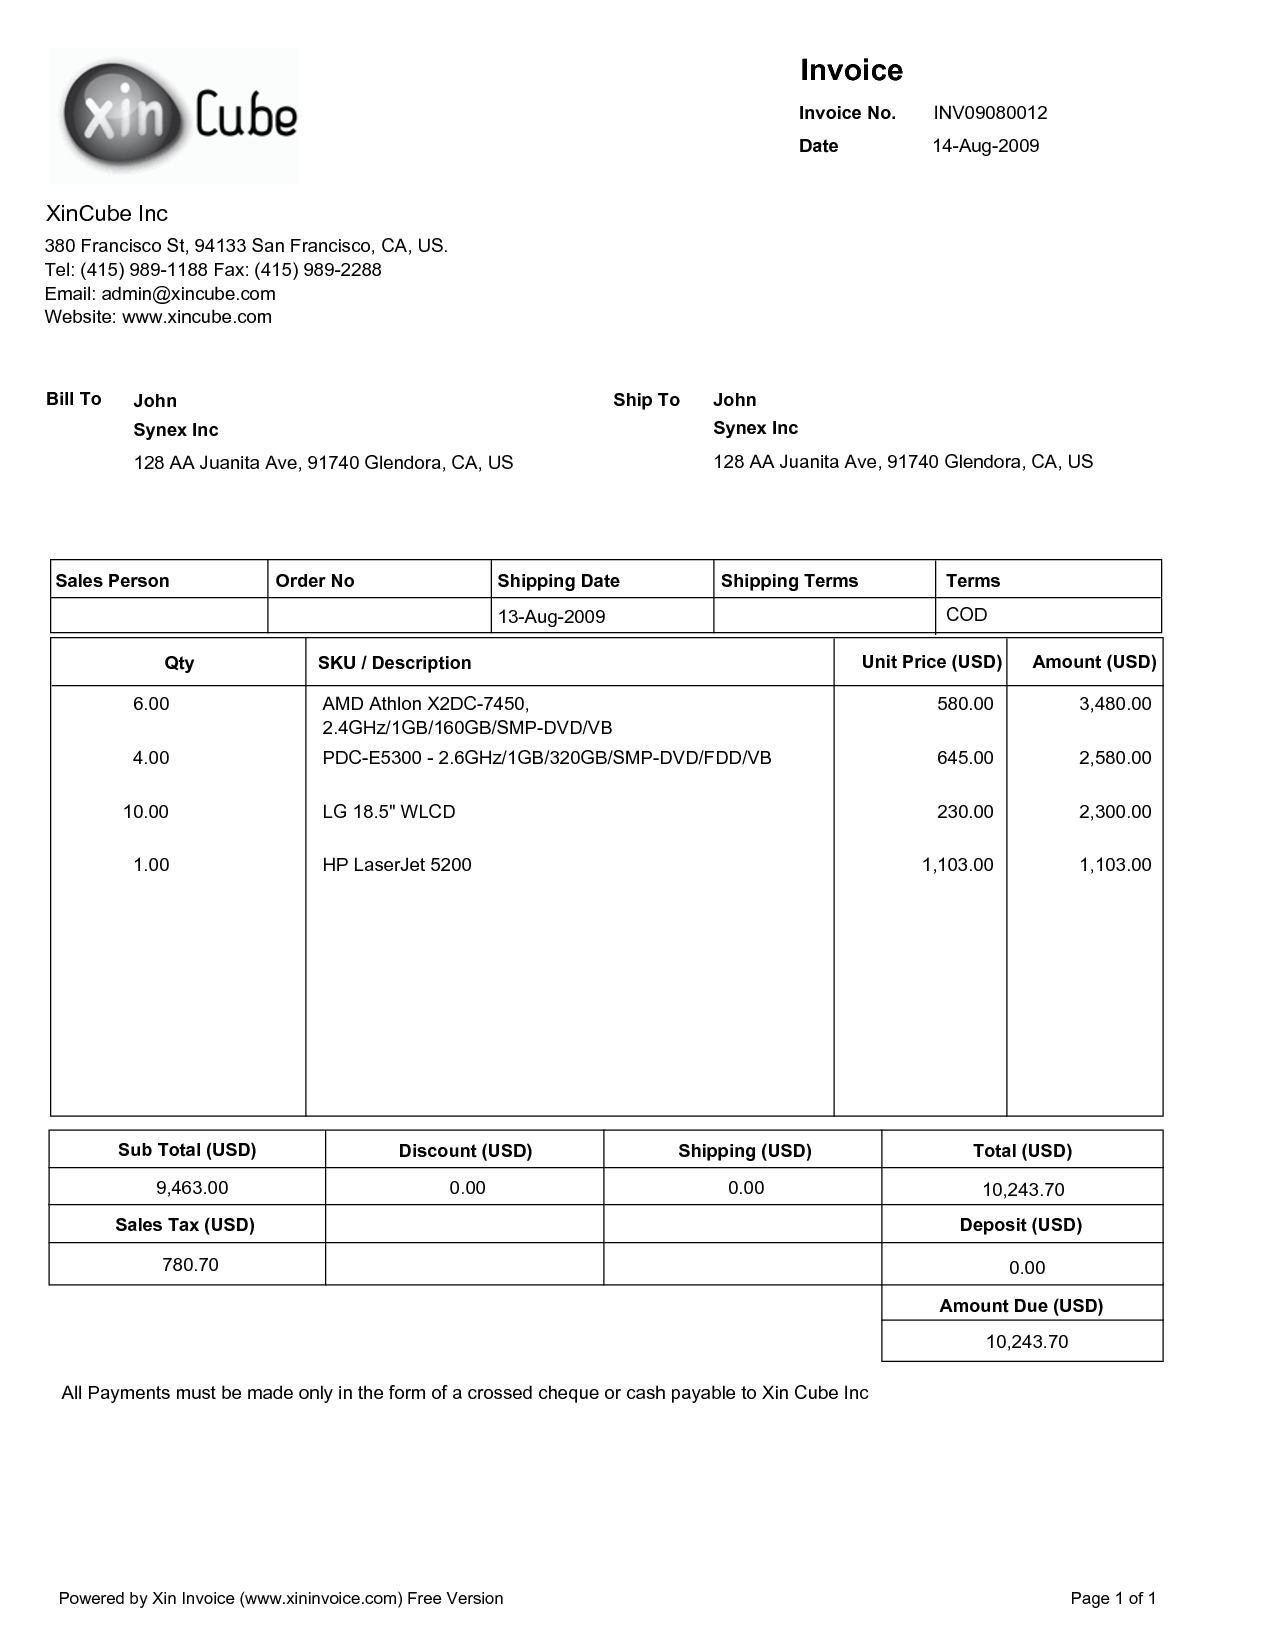 xin Cube
Invoice
Invoice No. INV09080012
Date 14-Aug-2009
XinCube Inc
380 Francisco St, 94133 San Francisco, CA, US.
Tel: (415) 989-1188 Fax: (415) 989-2288
Email: admin@xincube.com
Website: www.xincube.com
Bill To John
Synex Inc
128 AA Juanita Ave, 91740 Glendora, CA, US
Ship To John
Synex Inc
128 AA Juanita Ave, 91740 Glendora, CA, US
Sales Person Order No Shipping Date Shipping Terms Terms
13-Aug-2009 COD
Qty SKU / Description Unit Price (USD) Amount (USD)
6.00 AMD Athlon X2DC-7450, 580.00 3,480.00
2.4GHz/1GB/160GB/SMP-DVD/VB
4.00 PDC-E5300 - 2.6GHz/1GB/320GB/SMP-DVD/FDD/VB 645.00 2,580.00
10.00 LG 18.5" WLCD 230.00 2,300.00
1.00 HP LaserJet 5200 1,103.00 1,103.00
Sub Total (USD) Discount (USD) Shipping (USD) Total (USD)
9,463.00 0.00 0.00 10,243.70
Sales Tax (USD) Deposit (USD)
780.70 0.00
Amount Due (USD)
10,243.70
All Payments must be made only in the form of a crossed cheque or cash payable to Xin Cube Inc
Powered by Xin Invoice (www.xininvoice.com) Free Version Page 1 of 1